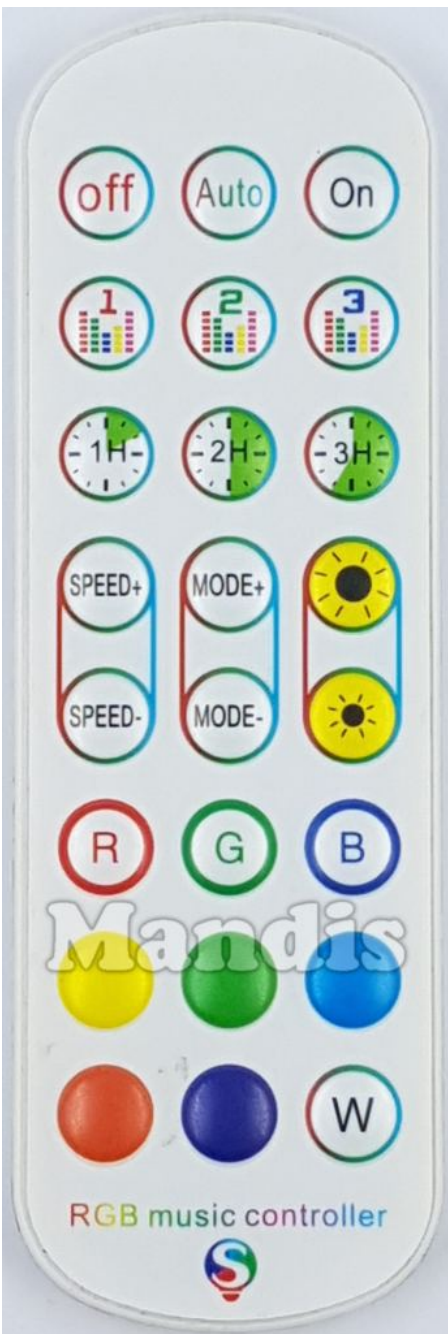 off Auto On
1 2 3
1H 2H 3H
SPEED+ MODE+
SPEED- MODE-
R G B
Mandis
W
RGB music controller
S